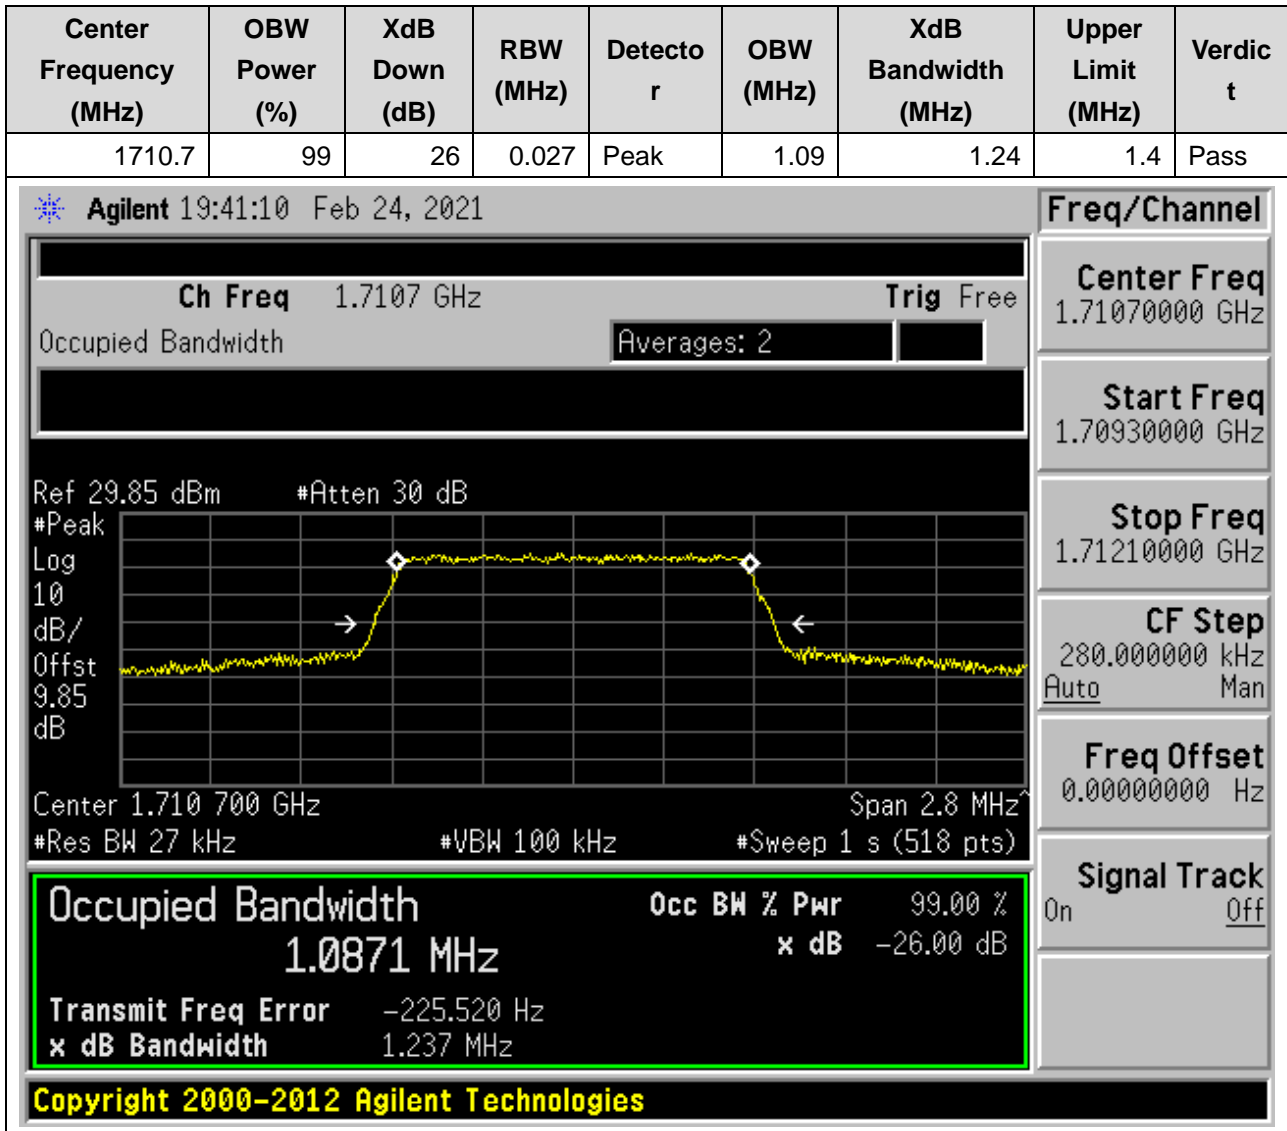 Center Frequency (MHz) OBW Power (%) XdB Down (dB) RBW (MHz) Detecto r OBW (MHz) XdB Bandwidth (MHz) Upper Limit (MHz) Verdic t
1710.7 99 26 0.027 Peak 1.09 1.24 1.4 Pass
Agilent 19:41:10 Feb 24, 2021
Freq/Channel
Ch Freq 1.7107 GHz Trig Free
Occupied Bandwidth Averages: 2
Center Freq
1.71070000 GHz
Start Freq
1.70930000 GHz
Stop Freq
1.71210000 GHz
CF Step
280.000000 kHz
Auto Man
Freq Offset
0.00000000 Hz
Signal Track
On Off
Ref 29.85 dBm #Atten 30 dB
#Peak
Log
10
dB/
Offst
9.85
dB
Center 1.710 700 GHz Span 2.8 MHz^
#Res BW 27 kHz #VBW 100 kHz #Sweep 1 s (518 pts)
Occupied Bandwidth Occ BW % Pwr 99.00 %
1.0871 MHz x dB -26.00 dB
Transmit Freq Error -225.520 Hz
x dB Bandwidth 1.237 MHz
Copyright 2000-2012 Agilent Technologies